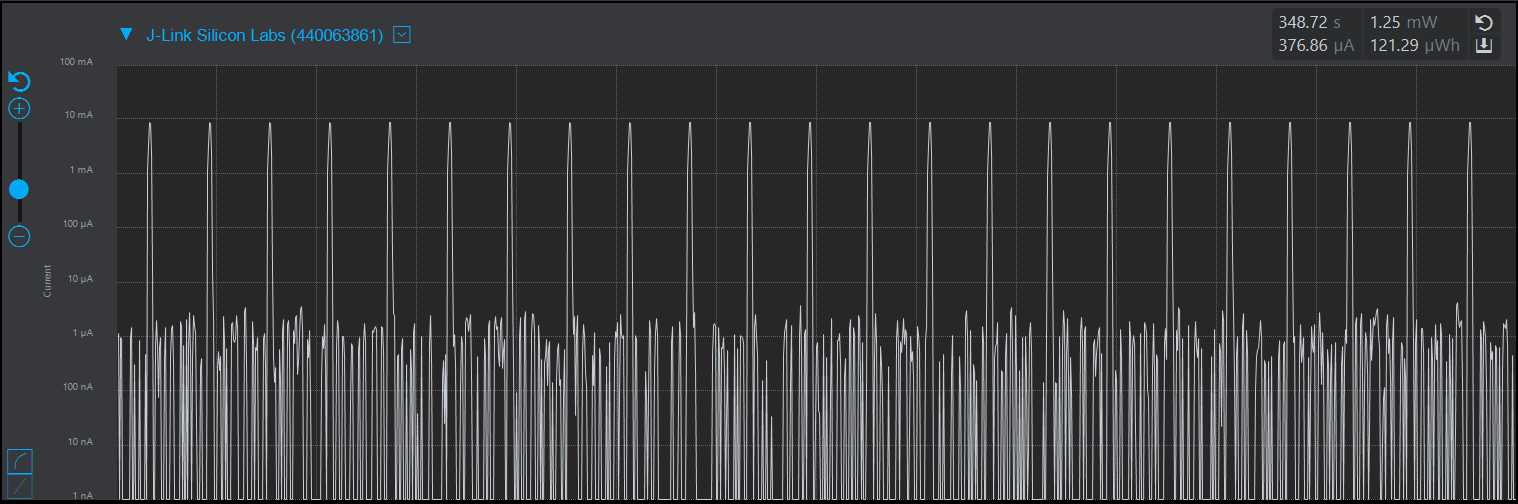 J-Link Silicon Labs (440063861)
348.72 s 1.25 mW
376.86 µA 121.29 µWh
100 mA
10 mA
1 mA
100 µA
10 µA
1 µA
100 nA
10 nA
1 nA
Current